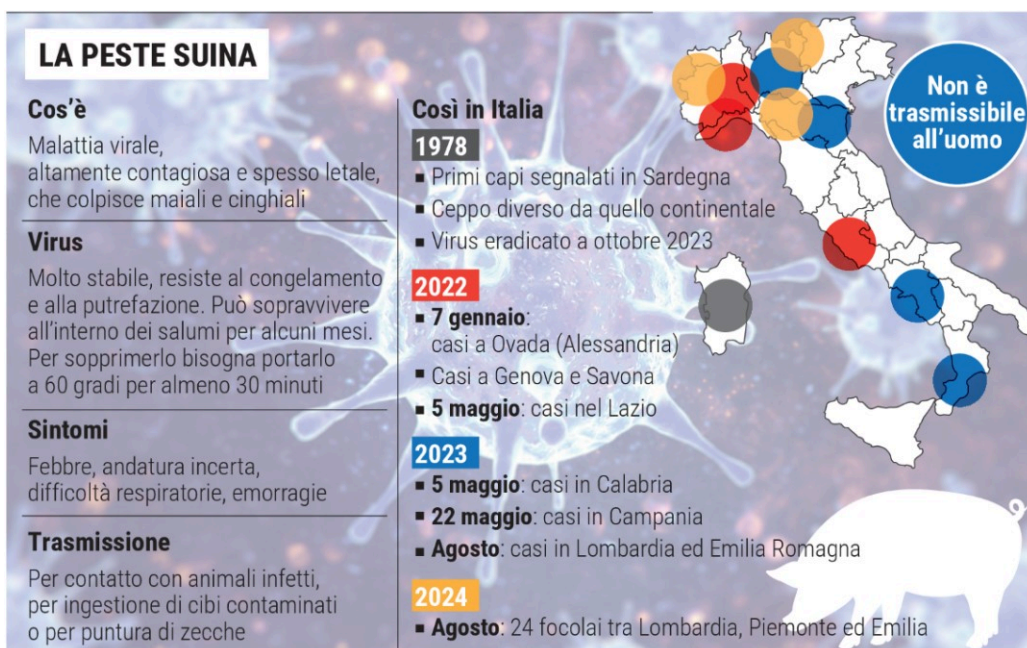 LA PESTE SUINA
Cos'è
Malattia virale,
altamente contagiosa e spesso letale,
che colpisce maiali e cinghiali
Virus
Molto stabile, resiste al congelamento
e alla putrefazione. Può sopravvivere
all'interno dei salumi per alcuni mesi.
Per sopprimerlo bisogna portarlo
a 60 gradi per almeno 30 minuti
Sintomi
Febbre, andatura incerta,
difficoltà respiratorie, emorragie
Trasmissione
Per contatto con animali infetti,
per ingestione di cibi contaminati
o per puntura di zecche
Così in Italia
1978
▪ Primi capi segnalati in Sardegna
▪ Ceppo diverso da quello continentale
▪ Virus eradicato a ottobre 2023
2022
▪ 7 gennaio:
casi a Ovada (Alessandria)
▪ Casi a Genova e Savona
▪ 5 maggio: casi nel Lazio
2023
▪ 5 maggio: casi in Calabria
▪ 22 maggio: casi in Campania
▪ Agosto: casi in Lombardia ed Emilia Romagna
2024
▪ Agosto: 24 focolai tra Lombardia, Piemonte ed Emilia
Non è
trasmissibile
all'uomo